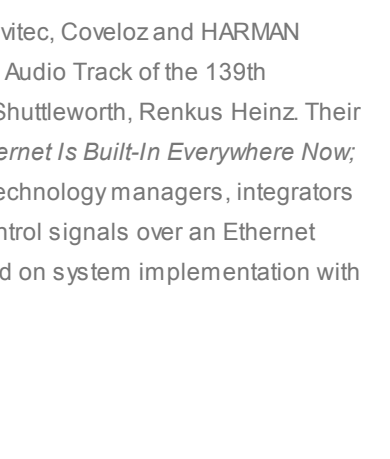 vitec, Coveloz and HARMAN
Audio Track of the 139th
Shuttleworth, Renkus Heinz. Their
ernet Is Built-In Everywhere Now;
echnology managers, integrators
ntrol signals over an Ethernet
d on system implementation with